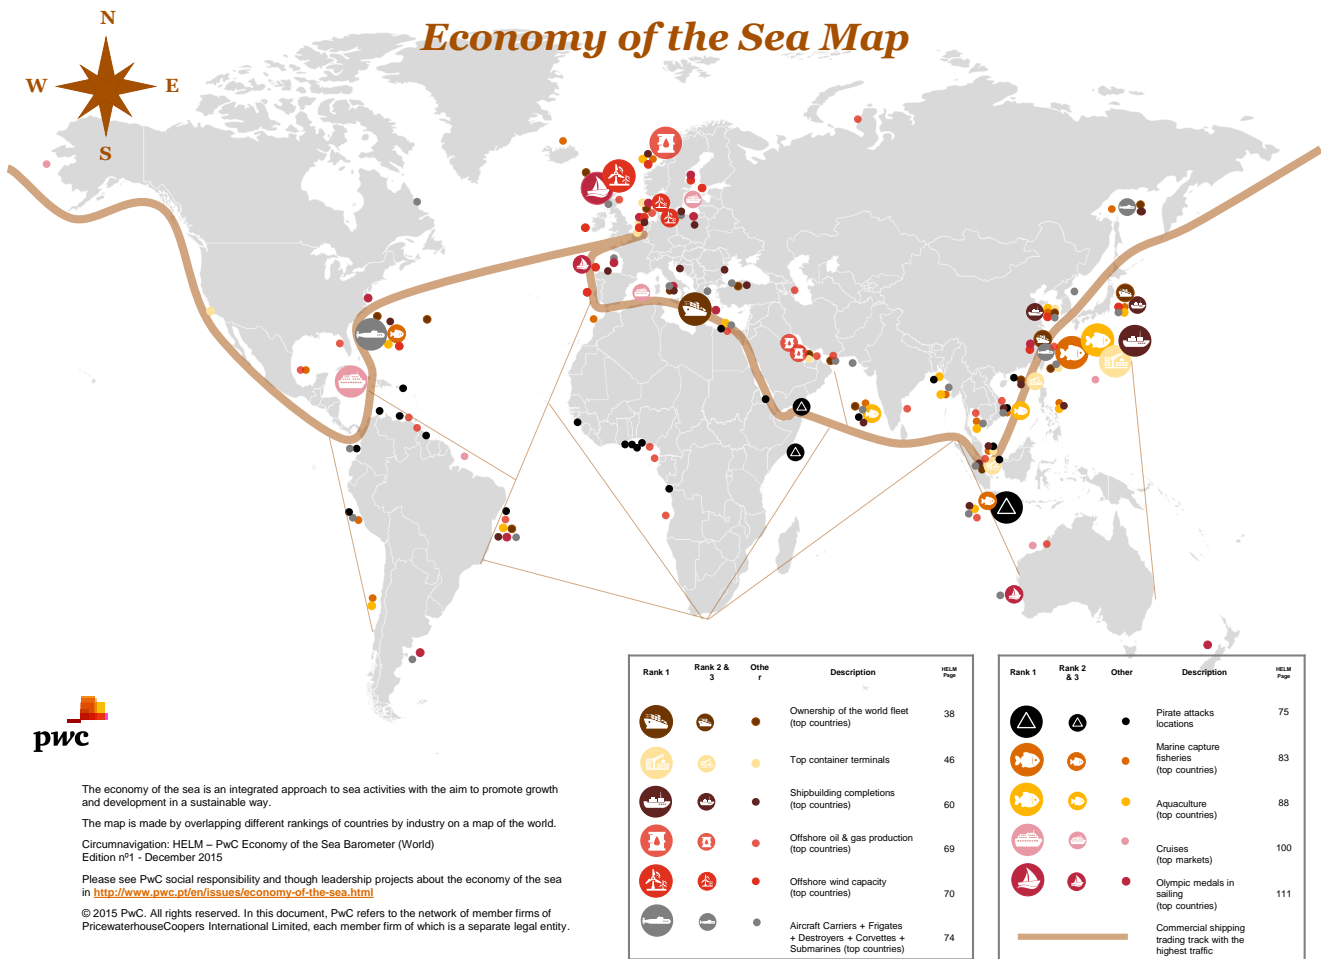 Economy of the Sea Map
N
W
E
S
pwc
The economy of the sea is an integrated approach to sea activities with the aim to promote growth
and development in a sustainable way.
The map is made by overlapping different rankings of countries by industry on a map of the world.
Circumnavigation: HELM – PwC Economy of the Sea Barometer (World)
Edition nº1 - December 2015
Please see PwC social responsibility and though leadership projects about the economy of the sea
in http://www.pwc.pt/en/issues/economy-of-the-sea.html
© 2015 PwC. All rights reserved. In this document, PwC refers to the network of member firms of
PricewaterhouseCoopers International Limited, each member firm of which is a separate legal entity.
Rank 1
Rank 2 &
3
Othe
r
Description
HELM
Page
Ownership of the world fleet
(top countries)
38
Top container terminals
46
Shipbuilding completions
(top countries)
60
Offshore oil & gas production
(top countries)
69
Offshore wind capacity
(top countries)
70
Aircraft Carriers + Frigates
+ Destroyers + Corvettes +
Submarines (top countries)
74
Rank 1
Rank 2
& 3
Other
Description
HELM
Page
Pirate attacks
locations
75
Marine capture
fisheries
(top countries)
83
Aquaculture
(top countries)
88
Cruises
(top markets)
100
Olympic medals in
sailing
(top countries)
111
Commercial shipping
trading track with the
highest traffic